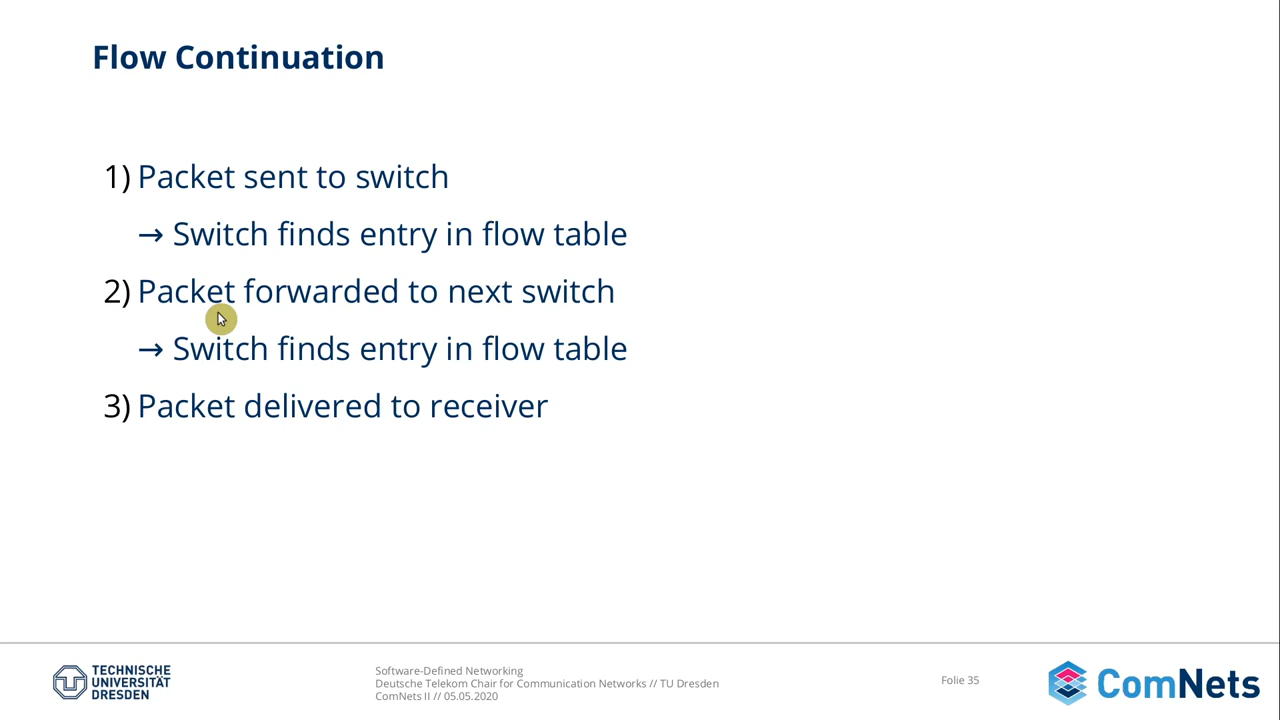 Flow Continuation
1) Packet sent to switch
→ Switch finds entry in flow table
2) Packet forwarded to next switch
→ Switch finds entry in flow table
3) Packet delivered to receiver
TECHNISCHE
UNIVERSITÄT
DRESDEN
Software-Defined Networking
Deutsche Telekom Chair for Communication Networks // TU Dresden
ComNets II // 05.05.2020
Folie 35
ComNets